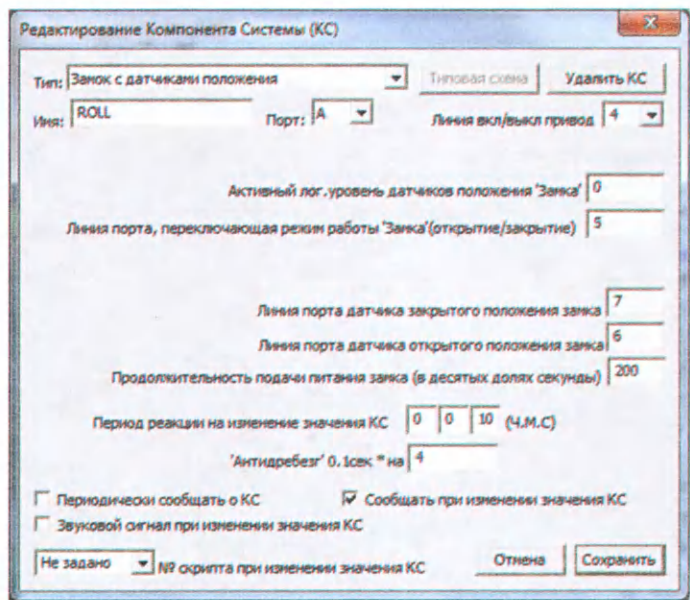 Редактирование Компонента Системы (КС)
Тип: Замок с датчиками положения Типовая схема Удалить КС
Имя: ROLL Порт: A Линия вкл/выкл привод 4
Активный лог.уровень датчиков положения 'Замка' 0
Линия порта, переключающая режим работы 'Замка'(открытие/закрытие) 5
Линия порта датчика закрытого положения замка 7
Линия порта датчика открытого положения замка 6
Продолжительность подачи питания замка (в десятых долях секунды) 200
Период реакции на изменение значения КС 0 0 10 (Ч.М.С)
'Антидребезг' 0.1сек * на 4
Периодически сообщать о КС Сообщать при изменении значения КС
Звуковой сигнал при изменении значения КС
Не задано № скрипта при изменении значения КС Отмена Сохранить